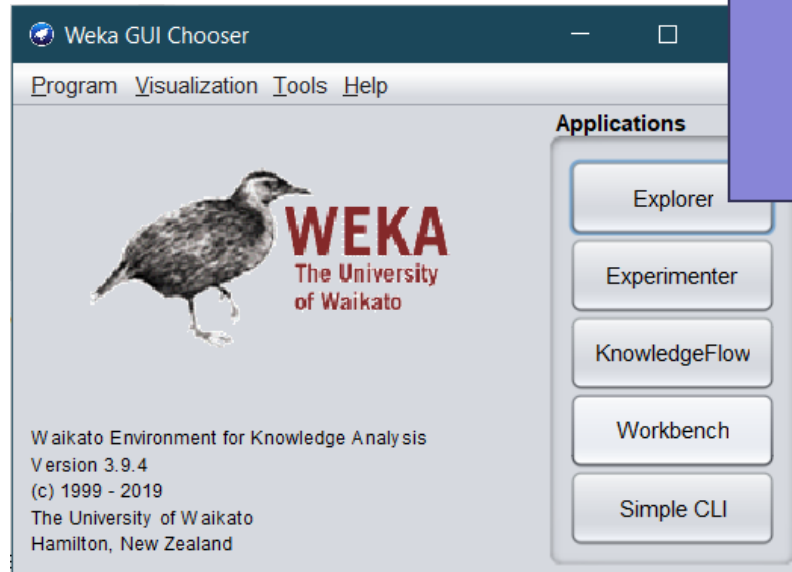 Weka GUI Chooser
Program Visualization Tools Help
Applications
WEKA
The University
of Waikato
Explorer
Experimenter
KnowledgeFlow
Workbench
Simple CLI
Waikato Environment for Knowledge Analysis
Version 3.9.4
(c) 1999 - 2019
The University of Waikato
Hamilton, New Zealand